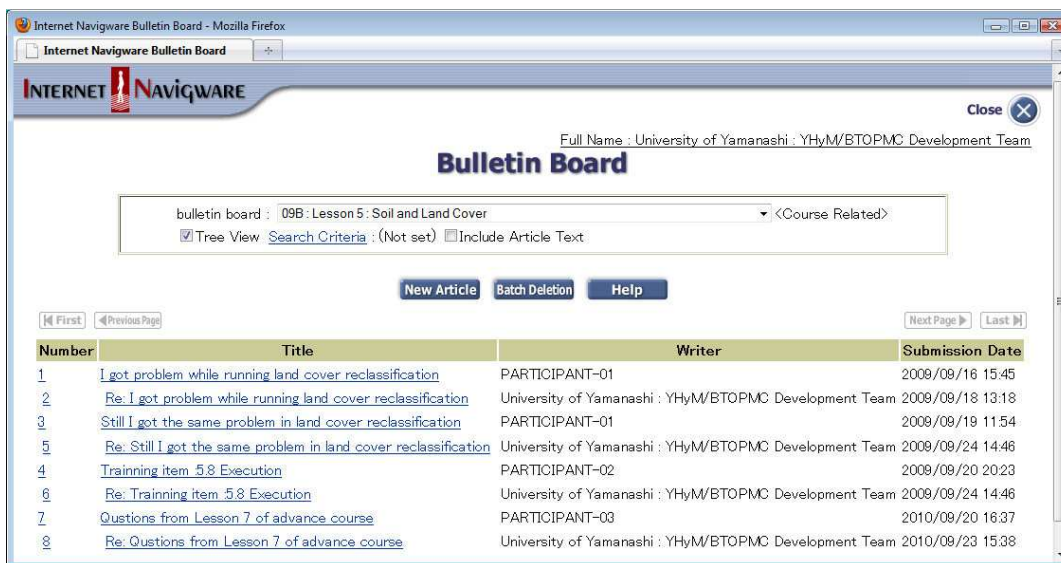 Internet Navigware Bulletin Board - Mozilla Firefox
Internet Navigware Bulletin Board
INTERNET NAVIGWARE
Close
Full Name : University of Yamanashi : YHyM/BTOPMC Development Team
Bulletin Board
bulletin board : 09B : Lesson 5 : Soil and Land Cover <Course Related>
Tree View Search Criteria : (Not set) Include Article Text
New Article Batch Deletion Help
First Previous Page Next Page Last
Number Title Writer Submission Date
1 I got problem while running land cover reclassification PARTICIPANT-01 2009/09/16 15:45
2 Re: I got problem while running land cover reclassification University of Yamanashi : YHyM/BTOPMC Development Team 2009/09/18 13:18
3 Still I got the same problem in land cover reclassification PARTICIPANT-01 2009/09/19 11:54
5 Re: Still I got the same problem in land cover reclassification University of Yamanashi : YHyM/BTOPMC Development Team 2009/09/24 14:46
4 Trainning item :5.8 Execution PARTICIPANT-02 2009/09/20 20:23
6 Re: Trainning item :5.8 Execution University of Yamanashi : YHyM/BTOPMC Development Team 2009/09/24 14:46
7 Qustions from Lesson 7 of advance course PARTICIPANT-03 2010/09/20 16:37
8 Re: Qustions from Lesson 7 of advance course University of Yamanashi : YHyM/BTOPMC Development Team 2010/09/23 15:38